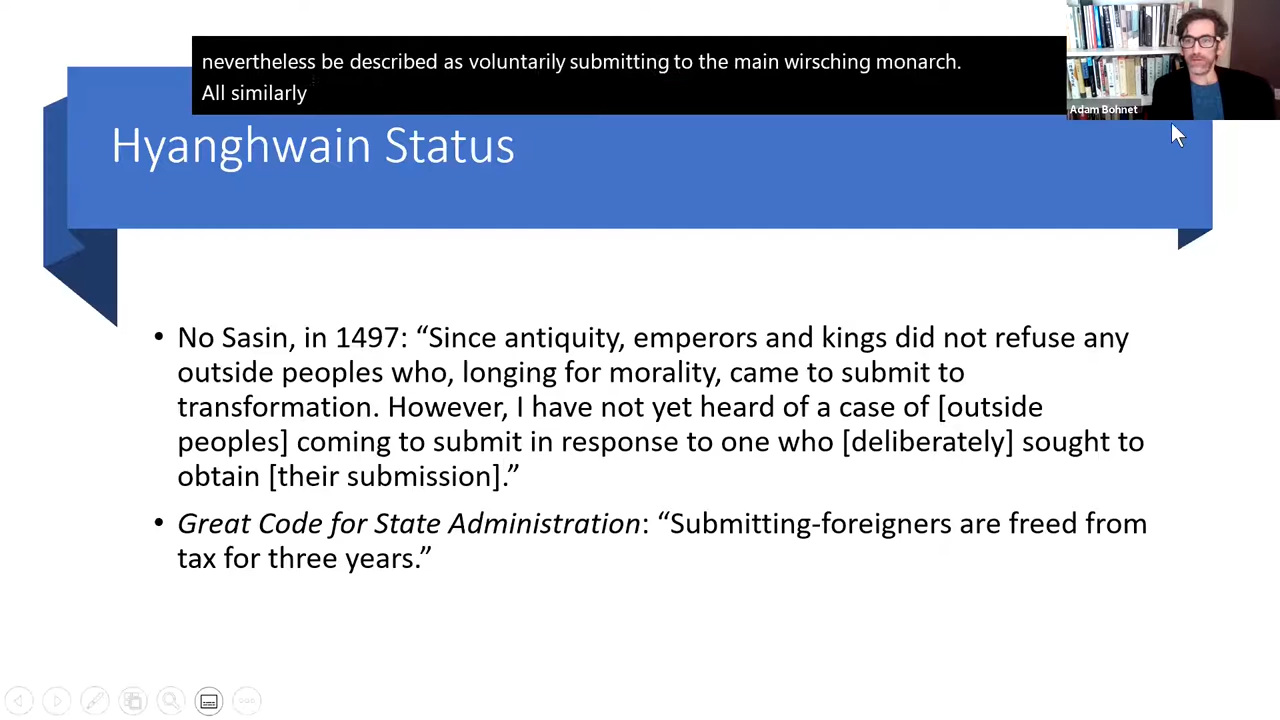 nevertheless be described as voluntarily submitting to the main wirsching monarch.
All similarly
Adam Bohnet
Hyanghwain Status
• No Sasin, in 1497: “Since antiquity, emperors and kings did not refuse any
outside peoples who, longing for morality, came to submit to
transformation. However, I have not yet heard of a case of [outside
peoples] coming to submit in response to one who [deliberately] sought to
obtain [their submission].”
• Great Code for State Administration: “Submitting-foreigners are freed from
tax for three years.”